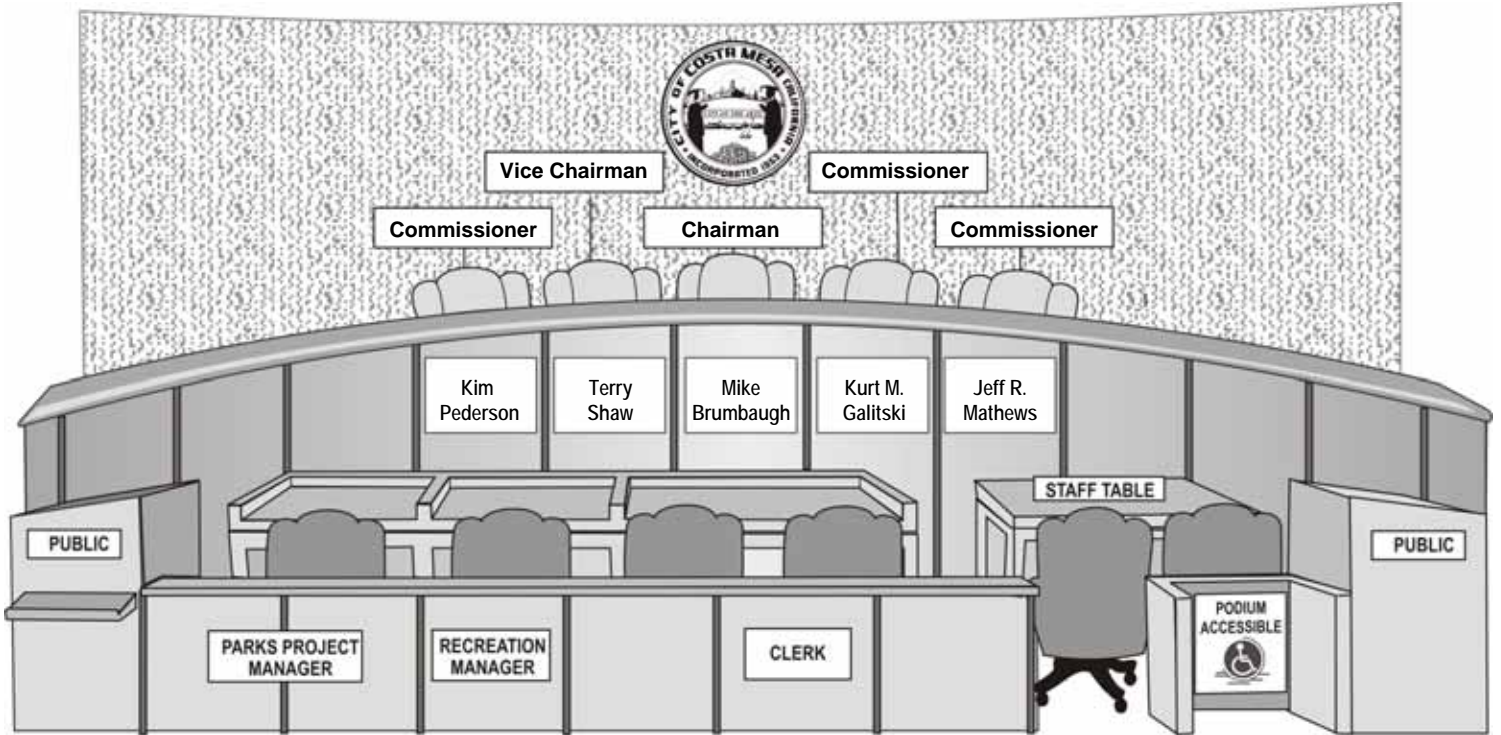 CITY OF COSTA MESA CALIFORNIA
INCORPORATED 1953
Vice Chairman
Commissioner
Commissioner
Chairman
Commissioner
Kim
Pederson
Terry
Shaw
Mike
Brumbaugh
Kurt M.
Galitski
Jeff R.
Mathews
STAFF TABLE
PUBLIC
PUBLIC
PARKS PROJECT
MANAGER
RECREATION
MANAGER
CLERK
PODIUM
ACCESSIBLE